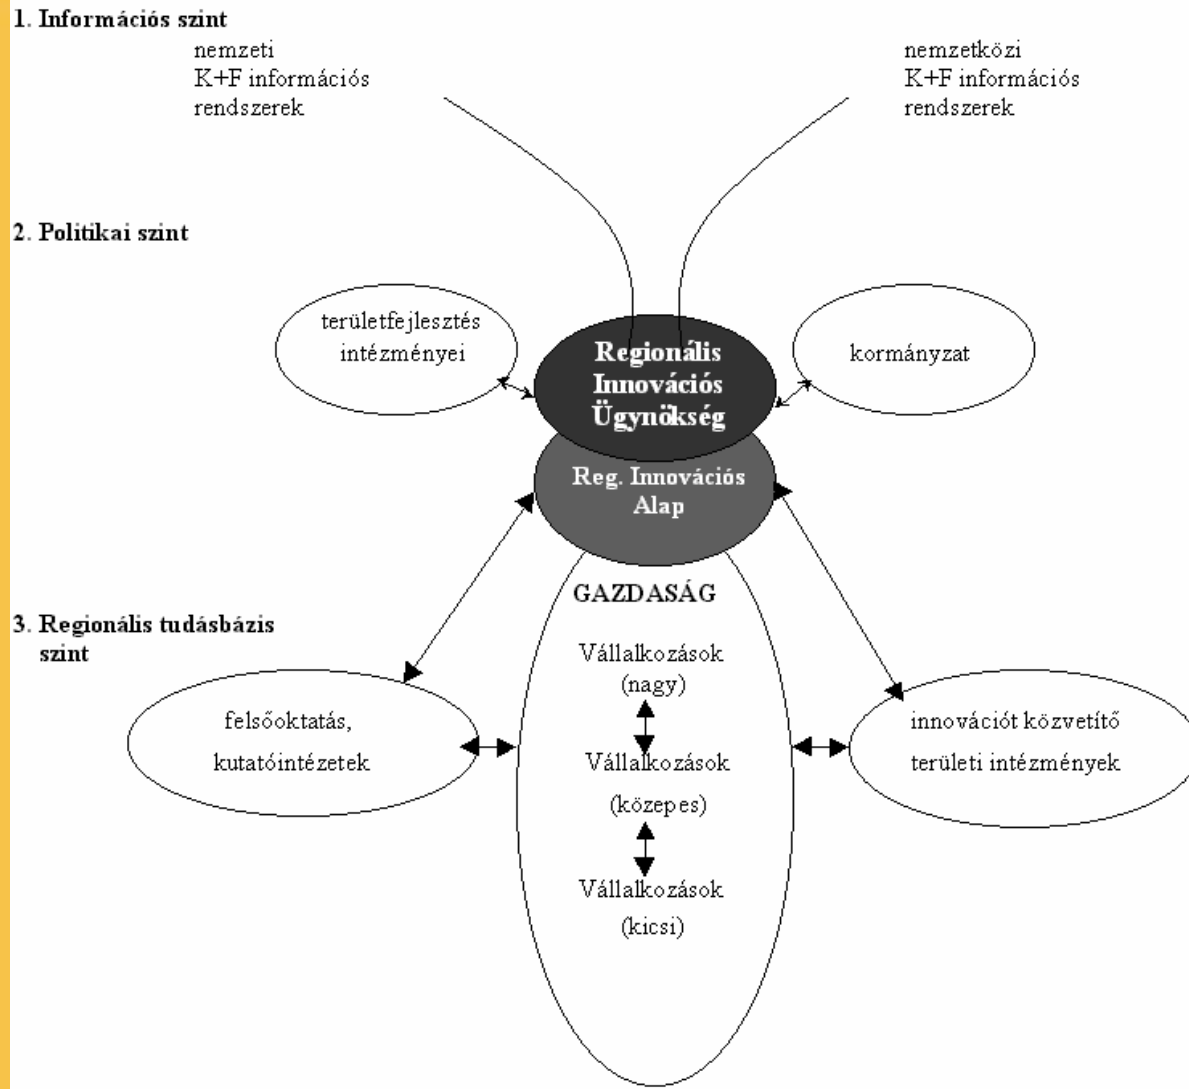 1. Információs szint
nemzeti
K+F információs
rendszerek
nemzetközi
K+F információs
rendszerek
2. Politikai szint
területfejlesztés
intézményei
Regionális
Innovációs
Ügynökség
kormányzat
Reg. Innovációs
Alap
GAZDASÁG
3. Regionális tudásbázis
szint
Vállalkozások
(nagy)
felsőoktatás,
kutatóintézetek
Vállalkozások
(közepes)
innovációt közvetítő
területi intézmények
Vállalkozások
(kicsi)